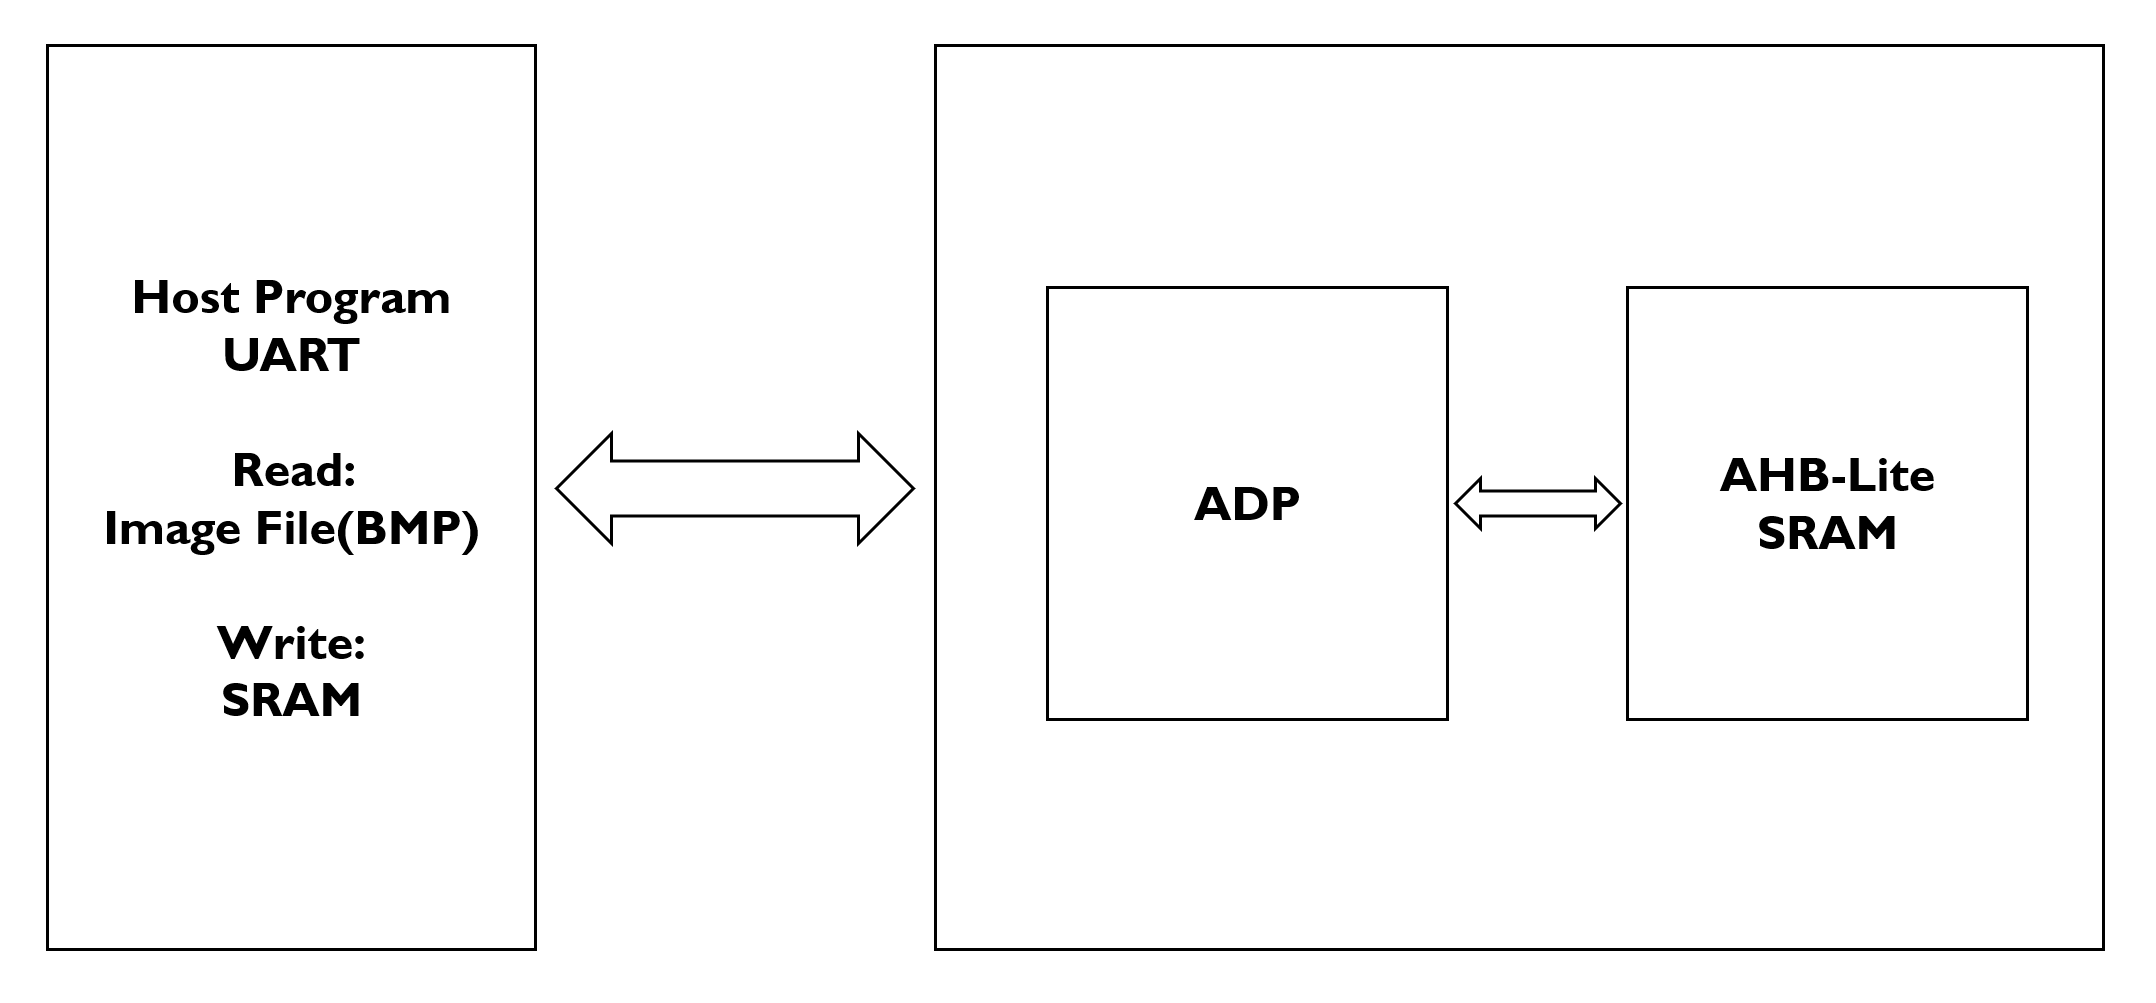 Host Program
UART
Read:
Image File(BMP)
Write:
SRAM
ADP
AHB-Lite
SRAM